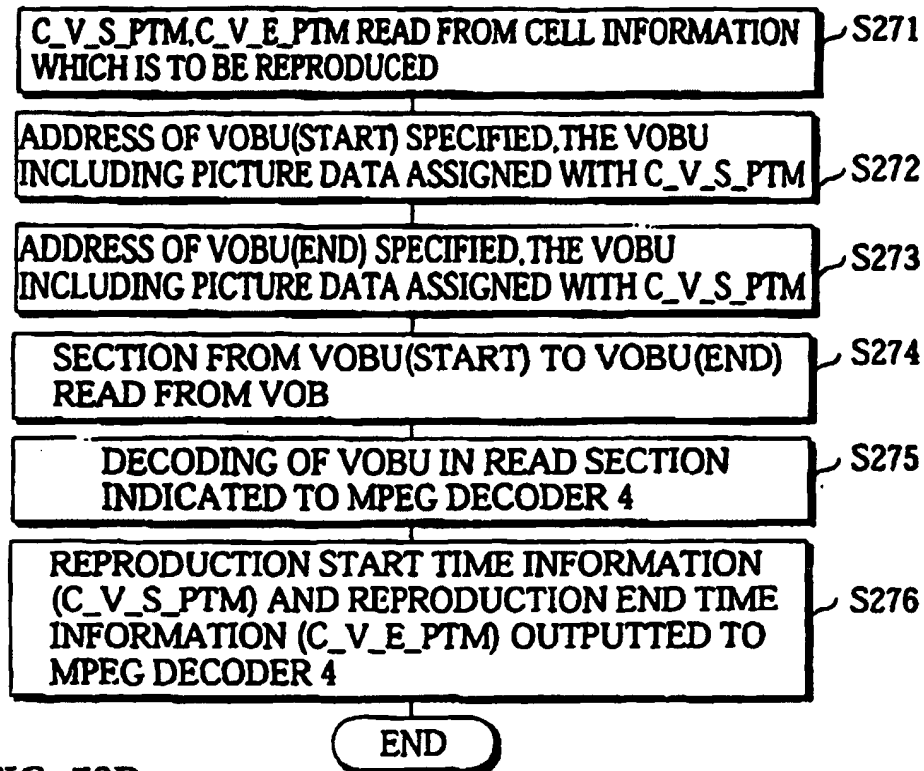 C_V_S_PTM,C_V_E_PTM READ FROM CELL INFORMATION
WHICH IS TO BE REPRODUCED
S271
ADDRESS OF VOBU(START) SPECIFIED,THE VOBU
INCLUDING PICTURE DATA ASSIGNED WITH C_V_S_PTM
S272
ADDRESS OF VOBU(END) SPECIFIED,THE VOBU
INCLUDING PICTURE DATA ASSIGNED WITH C_V_S_PTM
S273
SECTION FROM VOBU(START) TO VOBU(END)
READ FROM VOB
S274
DECODING OF VOBU IN READ SECTION
INDICATED TO MPEG DECODER 4
S275
REPRODUCTION START TIME INFORMATION
(C_V_S_PTM) AND REPRODUCTION END TIME
INFORMATION (C_V_E_PTM) OUTPUTTED TO
MPEG DECODER 4
S276
END